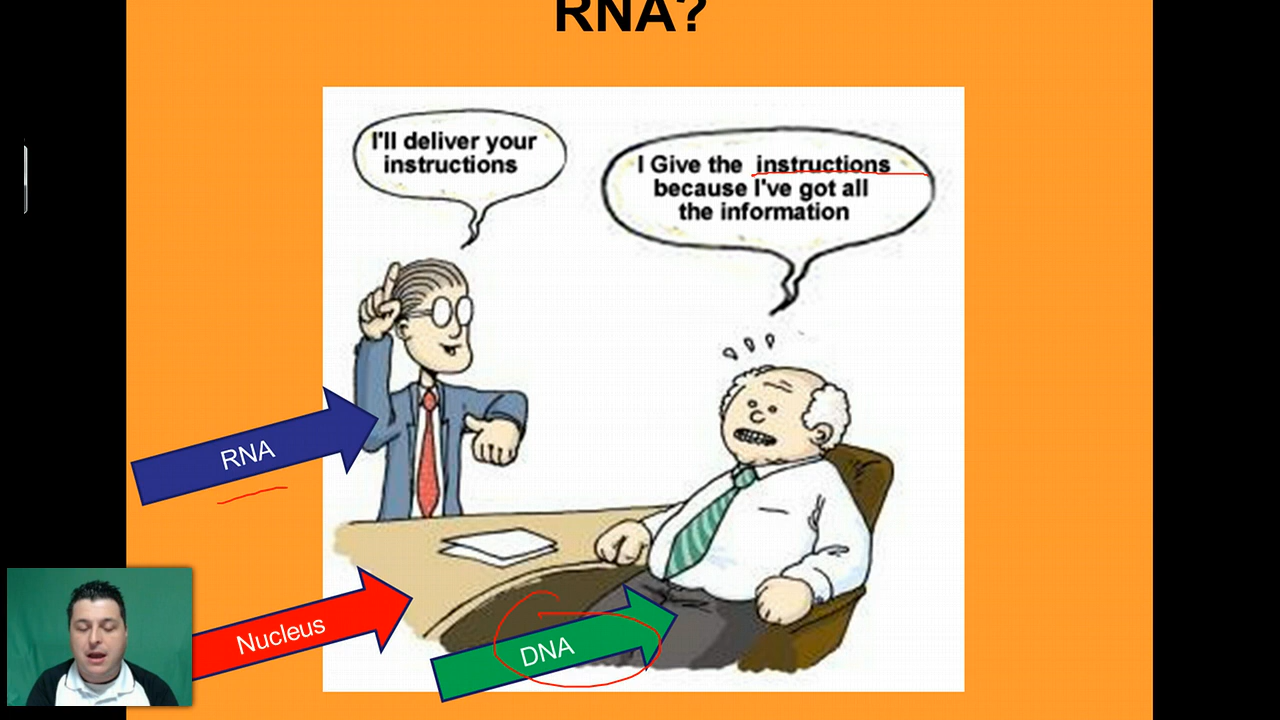 RNA?
I'll deliver your
instructions
I Give the instructions
because I've got all
the information
RNA
Nucleus
DNA